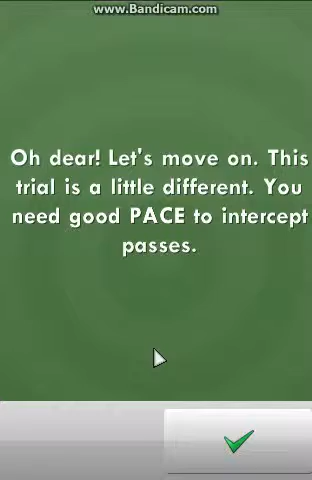 www.Bandicam.com
Oh dear! Let's move on. This
trial is a little different. You
need good PACE to intercept
passes.